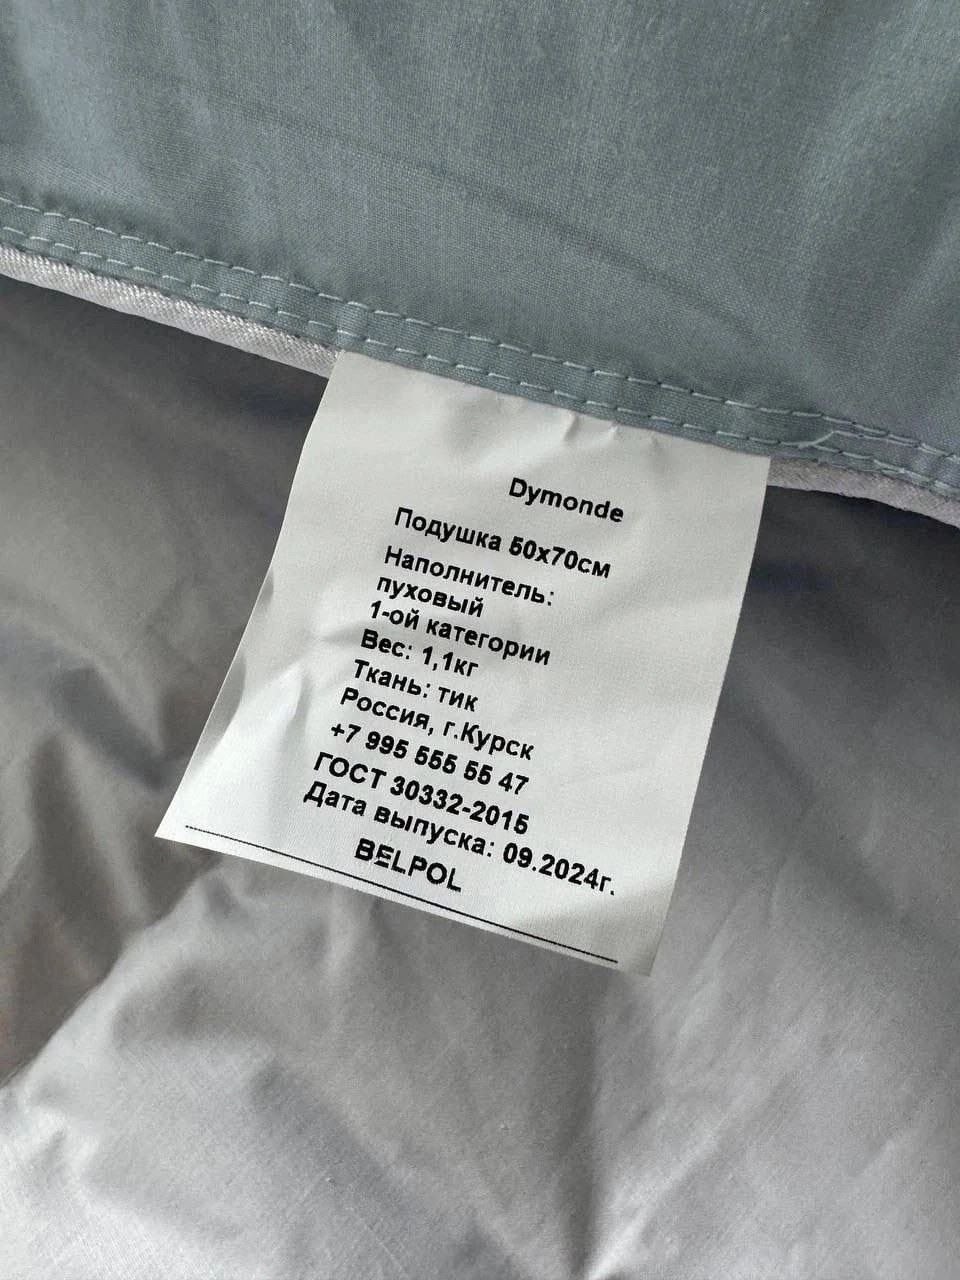 Dymonde
Подушка 50х70см
Наполнитель:
пуховый
1-ой категории
Вес: 1,1кг
Ткань: тик
Россия, г.Курск
+7 995 555 55 47
ГОСТ 30332-2015
Дата выпуска: 09.2024г.
BELPOL